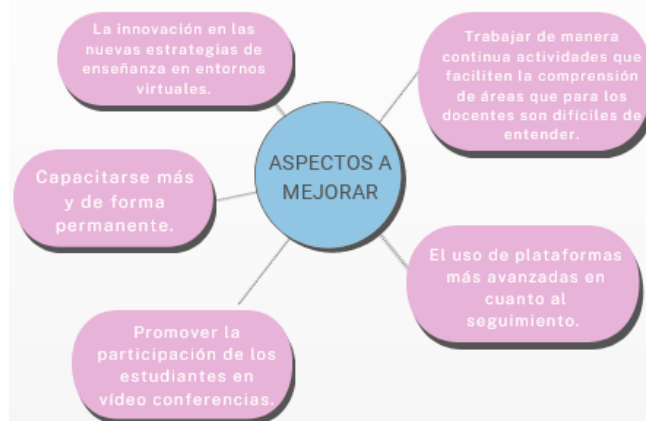 La innovación en las
nuevas estrategias de
enseñanza en entornos
virtuales.
Trabajar de manera
continua actividades que
faciliten la comprensión
de áreas que para los
docentes son difíciles de
entender.
ASPECTOS A
MEJORAR
Capacitarse más
y de forma
permanente.
El uso de plataformas
más avanzadas en
cuanto al
seguimiento.
Promover la
participación de los
estudiantes en
vídeo conferencias.